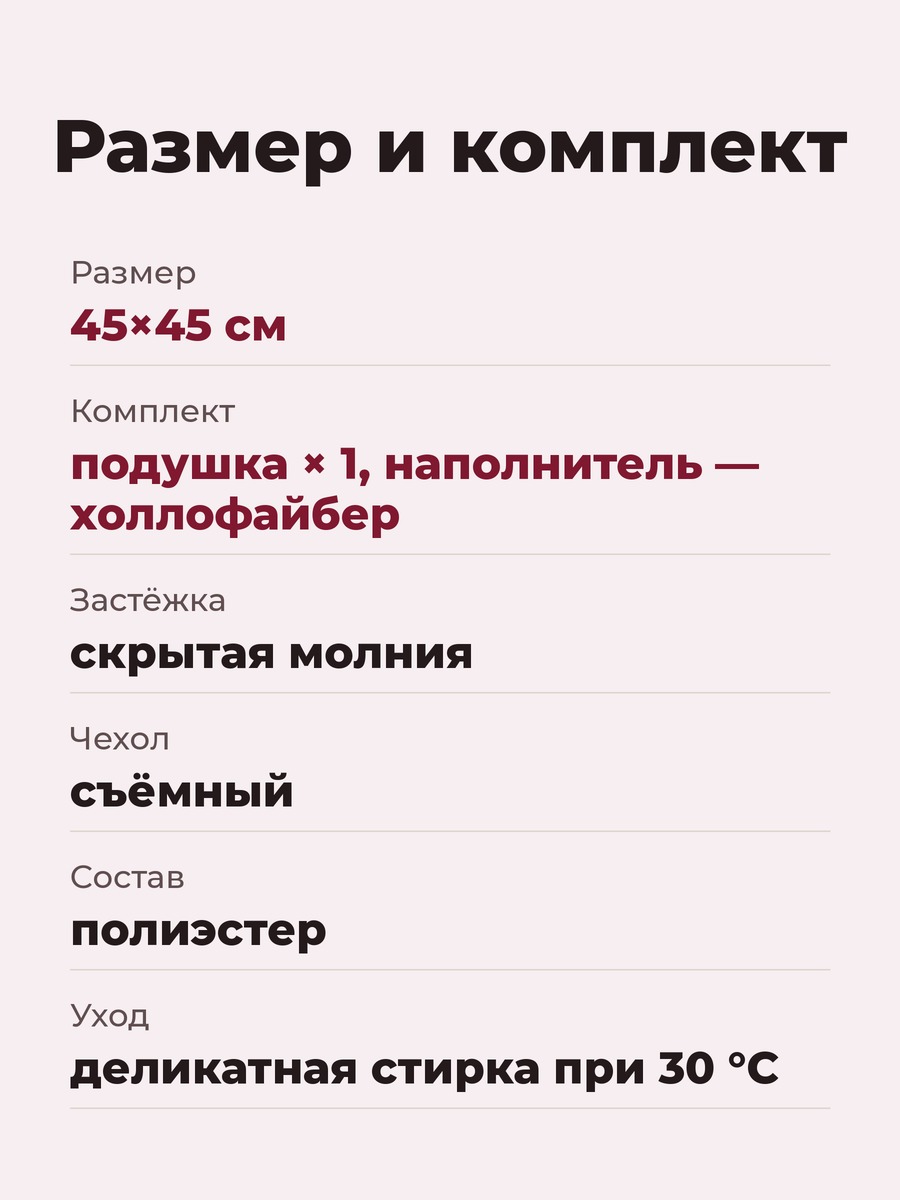 Размер и комплект
Размер
45×45 см
Комплект
подушка × 1, наполнитель —
холлофайбер
Застёжка
скрытая молния
Чехол
съёмный
Состав
полиэстер
Уход
деликатная стирка при 30 °C